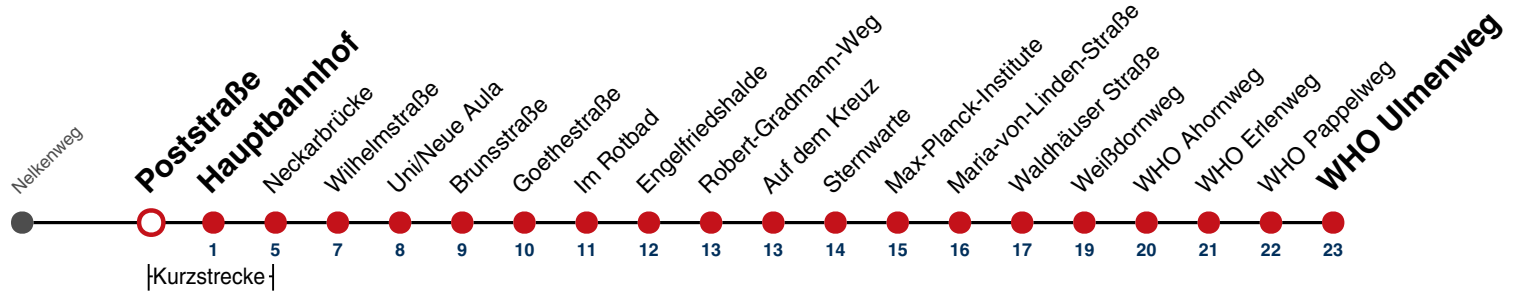 Nelkenweg
Poststraße
Hauptbahnhof
Neckarbrücke
Wilhelmstraße
Uni/Neue Aula
Brunsstraße
Goethestraße
Im Rotbad
Engelfriedshalde
Robert-Gradmann-Weg
Auf dem Kreuz
Sternwarte
Max-Planck-Institute
Maria-von-Linden-Straße
Waldhäuser Straße
Weißdornweg
WHO Ahornweg
WHO Erlenweg
WHO Pappelweg
WHO Ulmenweg
1 5 7 8 9 10 11 12 13 13 14 15 16 17 19 20 21 22 23
Kurzstrecke